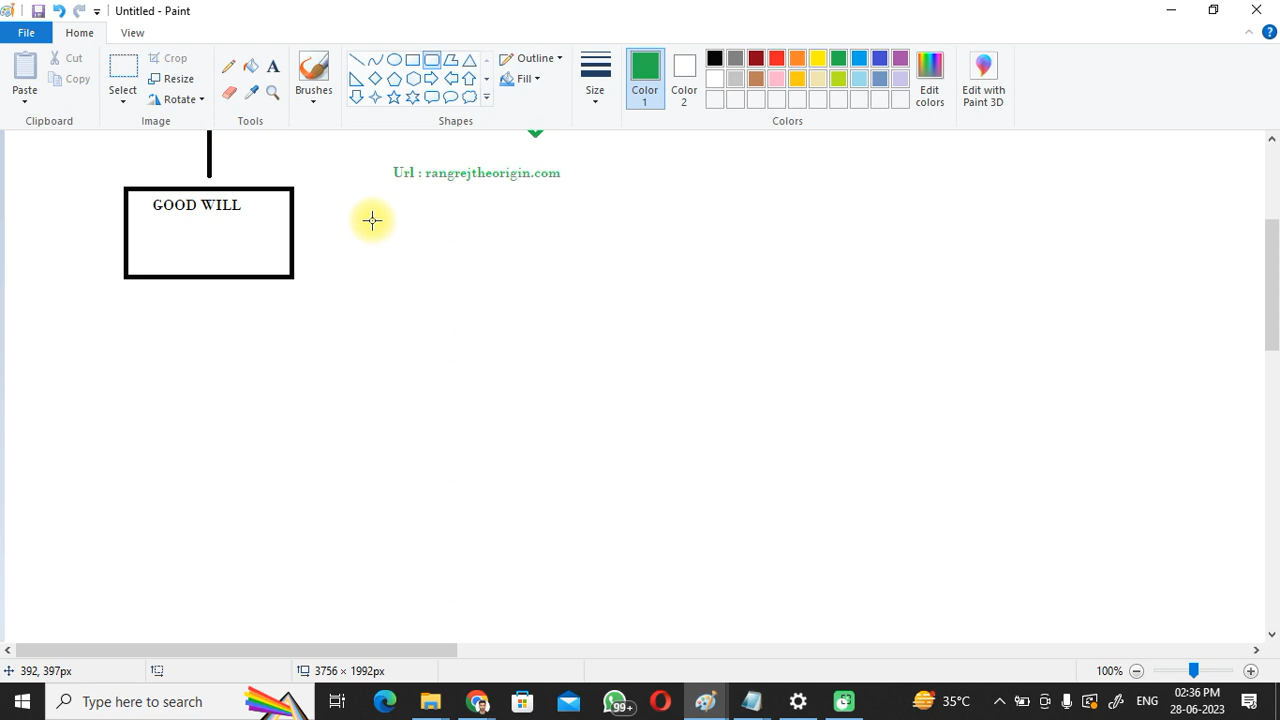 Untitled - Paint
File
Home
View
Paste
Cut
Copy
Clipboard
Select
Crop
Resize
Rotate
Image
A
Tools
Brushes
Outline
Fill
Shapes
Size
Color 1
Color 2
Edit colors
Colors
Edit with Paint 3D
Url : rangrejtheorigin.com
GOOD WILL
392, 397px
3756 × 1992px
100%
Type here to search
99+
35°C
ENG
02:36 PM
28-06-2023